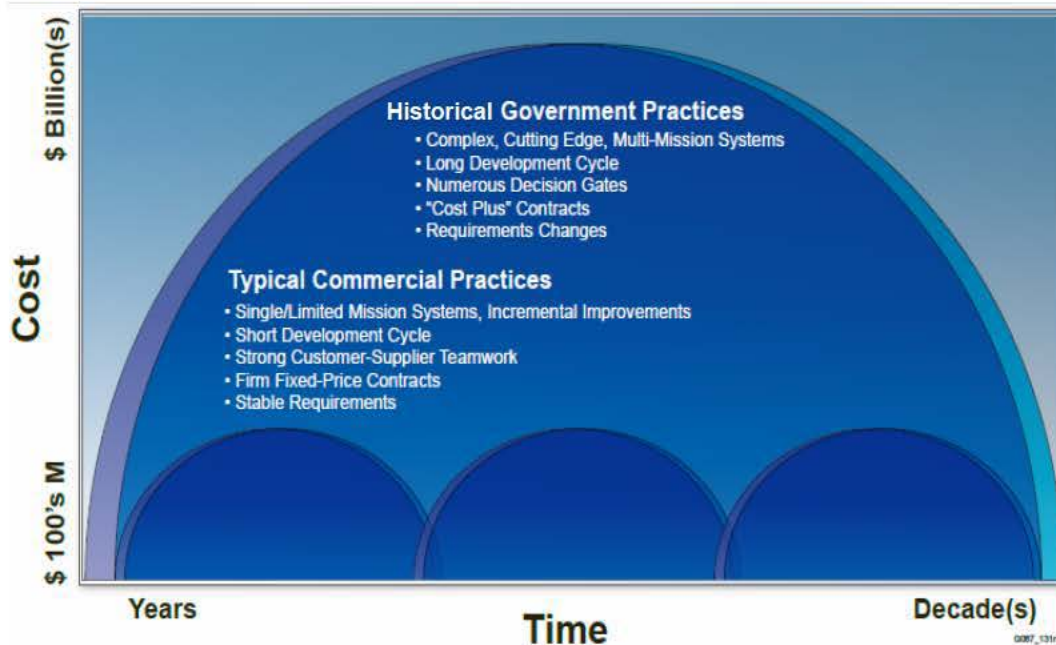 $ Billion(s)
Historical Government Practices
• Complex, Cutting Edge, Multi-Mission Systems
• Long Development Cycle
• Numerous Decision Gates
• "Cost Plus" Contracts
• Requirements Changes
Cost
Typical Commercial Practices
• Single/Limited Mission Systems, Incremental Improvements
• Short Development Cycle
• Strong Customer-Supplier Teamwork
• Firm Fixed-Price Contracts
• Stable Requirements
$ 100's M
Years
Time
Decade(s)